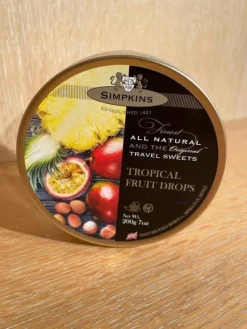 SIMPKINS
ESTABLISHED 1921
Finest
ALL NATURAL
AND THE Original
TRAVEL SWEETS
TROPICAL
FRUIT DROPS
Net Wt.
200g 7oz